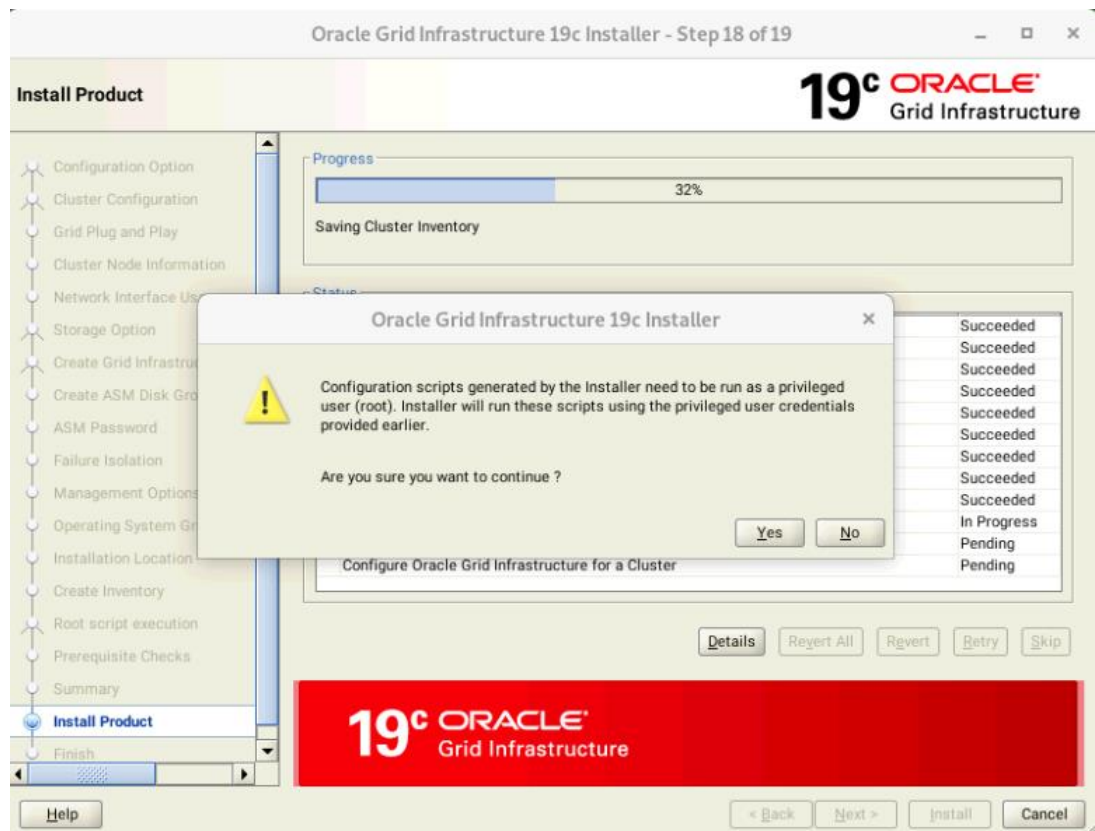 Oracle Grid Infrastructure 19c Installer - Step 18 of 19
Install Product
19c ORACLE
Grid Infrastructure
Configuration Option
Cluster Configuration
Grid Plug and Play
Cluster Node Information
Network Interface Us
Storage Option
Create Grid Infrastru
Create ASM Disk Gro
ASM Password
Failure Isolation
Management Options
Operating System Gr
Installation Location
Create Inventory
Root script execution
Prerequisite Checks
Summary
Install Product
Finish
Progress
32%
Saving Cluster Inventory
Status
Succeeded
Succeeded
Succeeded
Succeeded
Succeeded
Succeeded
Succeeded
Succeeded
Succeeded
In Progress
Pending
Configure Oracle Grid Infrastructure for a Cluster Pending
Oracle Grid Infrastructure 19c Installer
Configuration scripts generated by the Installer need to be run as a privileged
user (root). Installer will run these scripts using the privileged user credentials
provided earlier.
Are you sure you want to continue ?
Yes No
Details Revert All Revert Retry Skip
19c ORACLE
Grid Infrastructure
Help < Back Next > Install Cancel